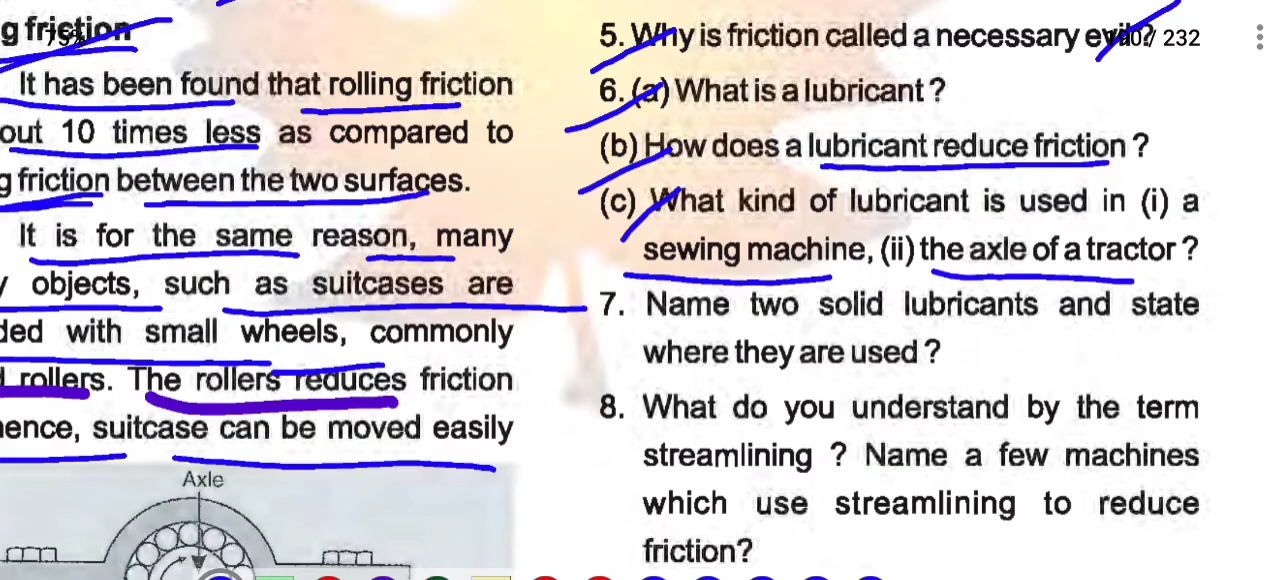 g friction
75%
It has been found that rolling friction
out 10 times less as compared to
g friction between the two surfaces.
It is for the same reason, many
y objects, such as suitcases are
ded with small wheels, commonly
d rollers. The rollers reduces friction
hence, suitcase can be moved easily
Axle
5. Why is friction called a necessary evil?
/ 232
6. (a) What is a lubricant ?
(b) How does a lubricant reduce friction ?
(c) What kind of lubricant is used in (i) a
sewing machine, (ii) the axle of a tractor ?
7. Name two solid lubricants and state
where they are used ?
8. What do you understand by the term
streamlining ? Name a few machines
which use streamlining to reduce
friction?